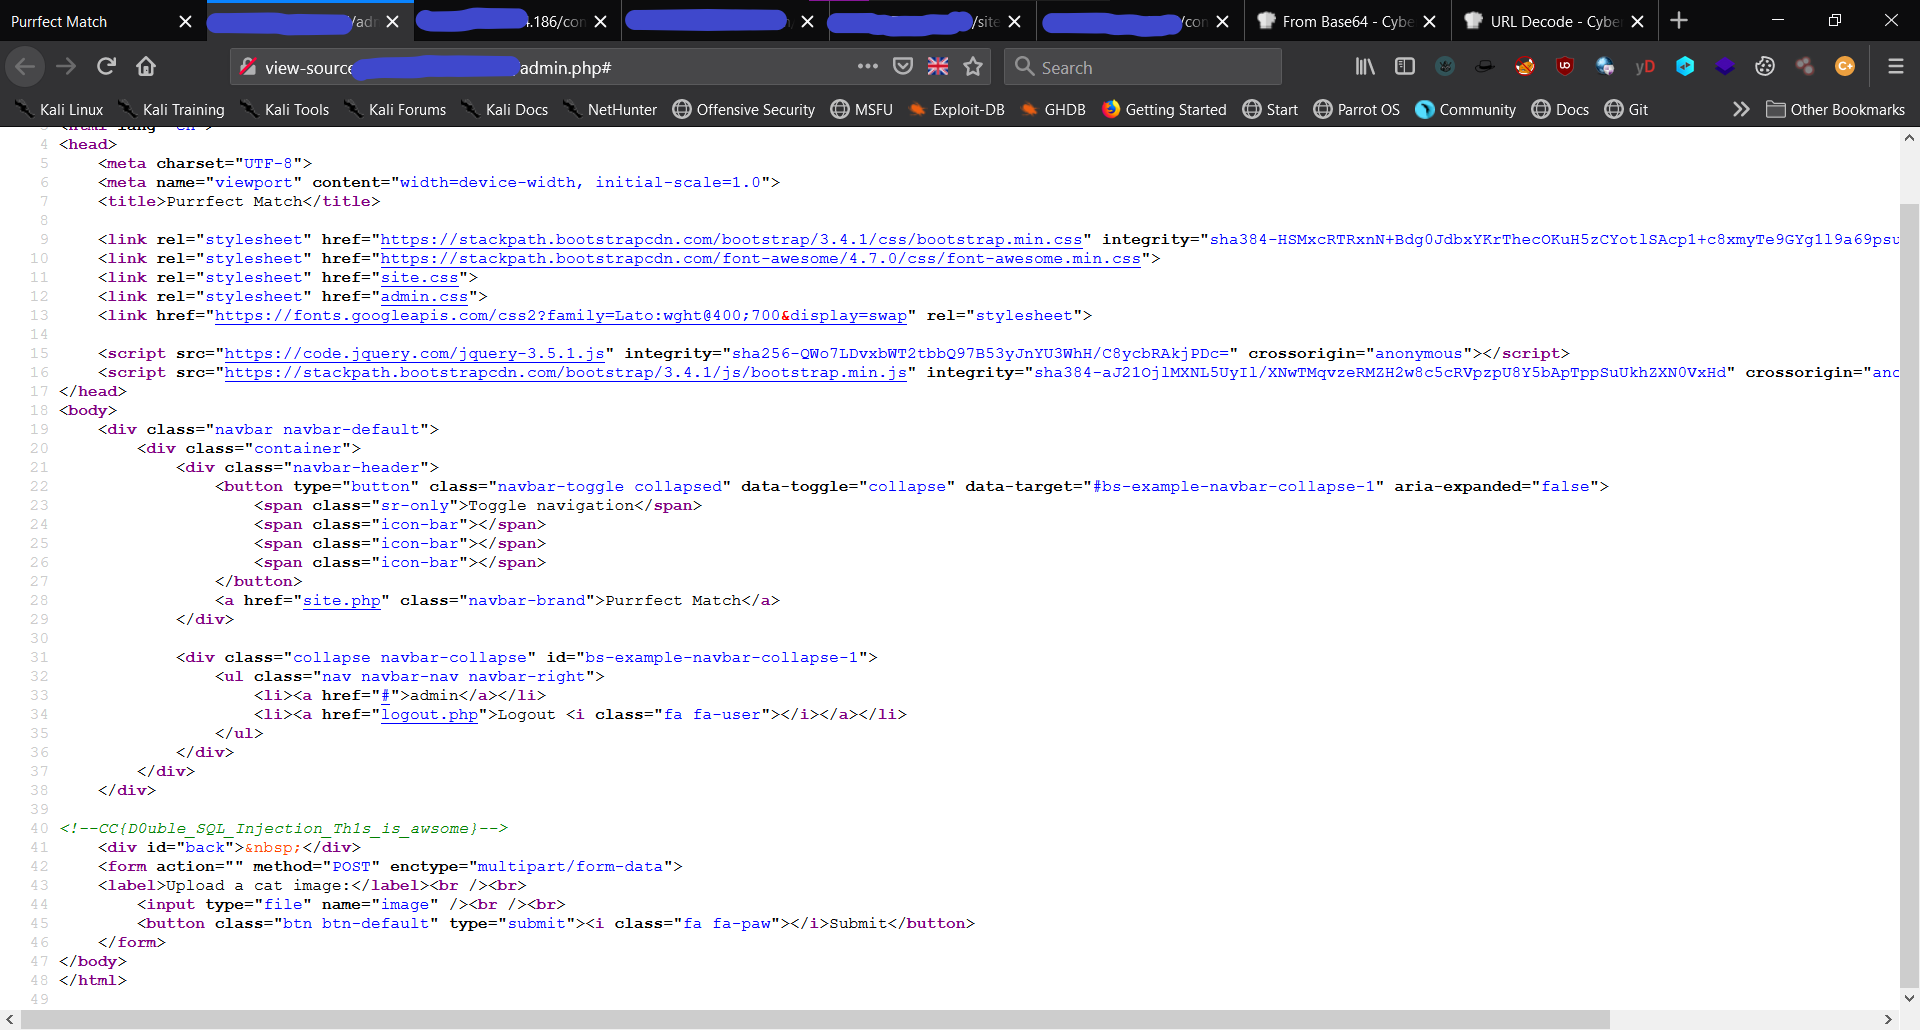 Purrfect Match
/adr
4.186/con
/site
/con
From Base64 - Cybe
URL Decode - Cybe
view-source
admin.php#
Search
Kali Linux Kali Training Kali Tools Kali Forums Kali Docs NetHunter Offensive Security MSFU Exploit-DB GHDB Getting Started Start Parrot OS Community Docs Git Other Bookmarks
4 <head>
5 <meta charset="UTF-8">
6 <meta name="viewport" content="width=device-width, initial-scale=1.0">
7 <title>Purrfect Match</title>
8
9 <link rel="stylesheet" href="https://stackpath.bootstrapcdn.com/bootstrap/3.4.1/css/bootstrap.min.css" integrity="sha384-HSMxcRTRxnN+Bdg0JdbxYKrThecOKuH5zCYotlSAcp1+c8xmyTe9GYg1l9a69psu
10 <link rel="stylesheet" href="https://stackpath.bootstrapcdn.com/font-awesome/4.7.0/css/font-awesome.min.css">
11 <link rel="stylesheet" href="site.css">
12 <link rel="stylesheet" href="admin.css">
13 <link href="https://fonts.googleapis.com/css2?family=Lato:wght@400;700&display=swap" rel="stylesheet">
14
15 <script src="https://code.jquery.com/jquery-3.5.1.js" integrity="sha256-QWo7LDvxbWT2tbbQ97B53yJnYU3WhH/C8ycbRAkjPDc=" crossorigin="anonymous"></script>
16 <script src="https://stackpath.bootstrapcdn.com/bootstrap/3.4.1/js/bootstrap.min.js" integrity="sha384-aJ21OjlMXNL5UyIl/XNwTMqvzeRMZH2w8c5cRVpzpU8Y5bApTppSuUkhZXN0VxHd" crossorigin="ano
17 </head>
18 <body>
19 <div class="navbar navbar-default">
20 <div class="container">
21 <div class="navbar-header">
22 <button type="button" class="navbar-toggle collapsed" data-toggle="collapse" data-target="#bs-example-navbar-collapse-1" aria-expanded="false">
23 <span class="sr-only">Toggle navigation</span>
24 <span class="icon-bar"></span>
25 <span class="icon-bar"></span>
26 <span class="icon-bar"></span>
27 </button>
28 <a href="site.php" class="navbar-brand">Purrfect Match</a>
29 </div>
30
31 <div class="collapse navbar-collapse" id="bs-example-navbar-collapse-1">
32 <ul class="nav navbar-nav navbar-right">
33 <li><a href="#">admin</a></li>
34 <li><a href="logout.php">Logout <i class="fa fa-user"></i></a></li>
35 </ul>
36 </div>
37 </div>
38 </div>
39
40 <!--CC{D0uble_SQL_Injection_Th1s_is_awsome}-->
41 <div id="back">&nbsp;</div>
42 <form action="" method="POST" enctype="multipart/form-data">
43 <label>Upload a cat image:</label><br /><br>
44 <input type="file" name="image" /><br /><br>
45 <button class="btn btn-default" type="submit"><i class="fa fa-paw"></i>Submit</button>
46 </form>
47 </body>
48 </html>
49